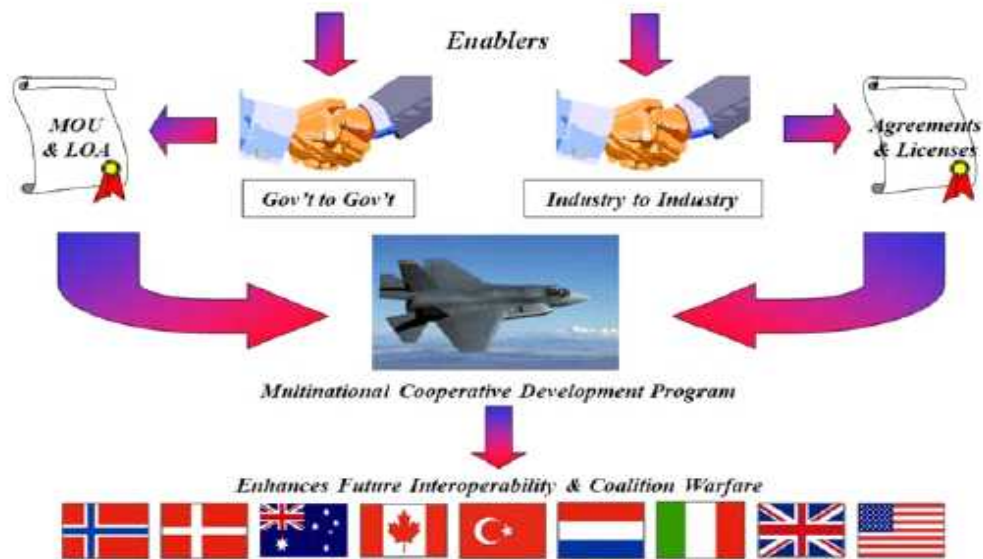 Enablers
MOU
& LOA
Agreements
& Licenses
Gov't to Gov't
Industry to Industry
Multinational Cooperative Development Program
Enhances Future Interoperability & Coalition Warfare